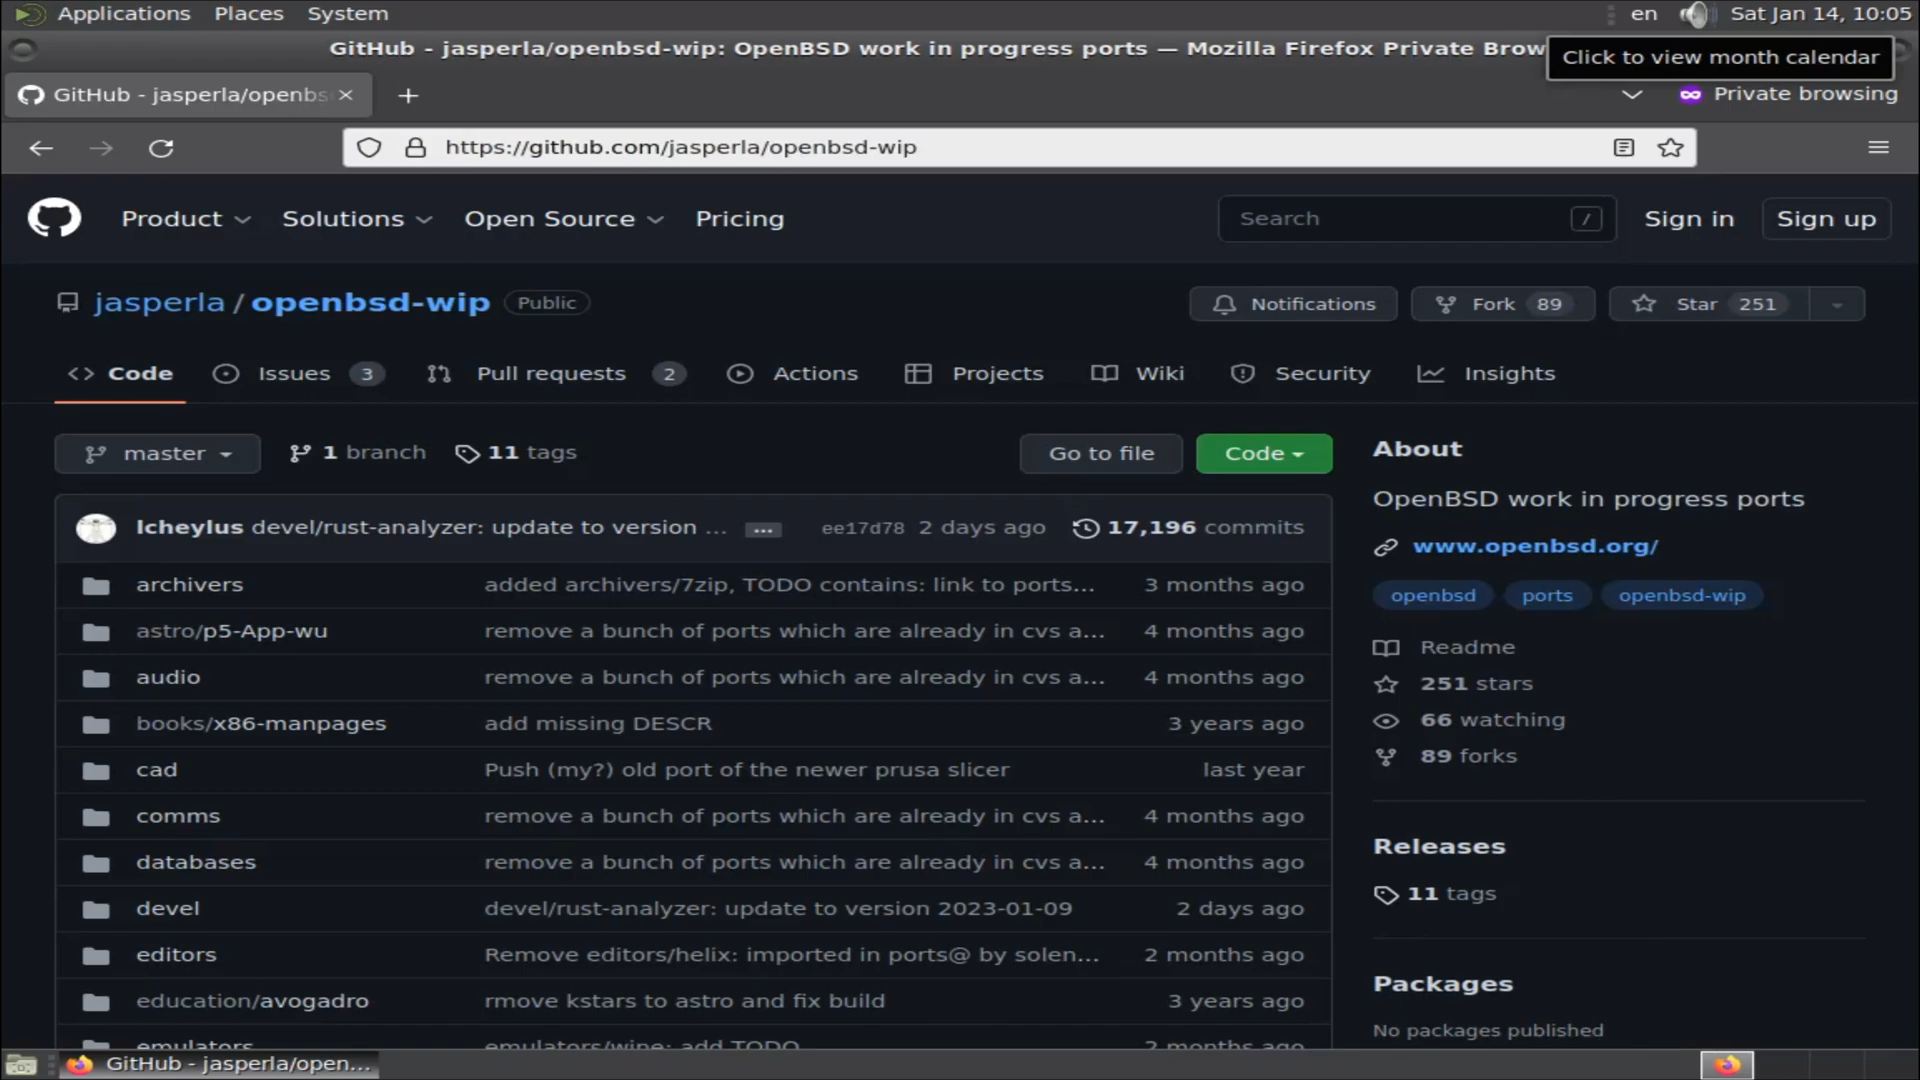 Applications Places System en Sat Jan 14, 10:05
GitHub - jasperla/openbsd-wip: OpenBSD work in progress ports — Mozilla Firefox Private Brow
Click to view month calendar
GitHub - jasperla/openbs
Private browsing
https://github.com/jasperla/openbsd-wip
Product Solutions Open Source Pricing Search / Sign in Sign up
jasperla / openbsd-wip Public Notifications Fork 89 Star 251
Code Issues 3 Pull requests 2 Actions Projects Wiki Security Insights
master 1 branch 11 tags Go to file Code
lcheylus devel/rust-analyzer: update to version ... ... ee17d78 2 days ago 17,196 commits
archivers added archivers/7zip, TODO contains: link to ports... 3 months ago
astro/p5-App-wu remove a bunch of ports which are already in cvs a... 4 months ago
audio remove a bunch of ports which are already in cvs a... 4 months ago
books/x86-manpages add missing DESCR 3 years ago
cad Push (my?) old port of the newer prusa slicer last year
comms remove a bunch of ports which are already in cvs a... 4 months ago
databases remove a bunch of ports which are already in cvs a... 4 months ago
devel devel/rust-analyzer: update to version 2023-01-09 2 days ago
editors Remove editors/helix: imported in ports@ by solen... 2 months ago
education/avogadro rmove kstars to astro and fix build 3 years ago
emulators emulators/wine: add TODO 2 months ago
About
OpenBSD work in progress ports
www.openbsd.org/
openbsd ports openbsd-wip
Readme
251 stars
66 watching
89 forks
Releases
11 tags
Packages
No packages published
GitHub - jasperla/open...